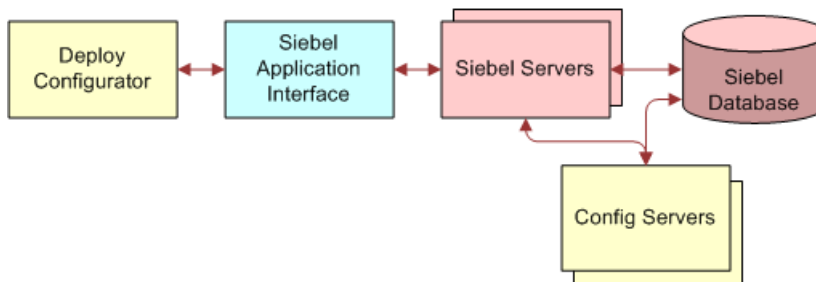 Deploy
Configurator
Siebel
Application
Interface
Siebel Servers
Siebel
Database
Config Servers